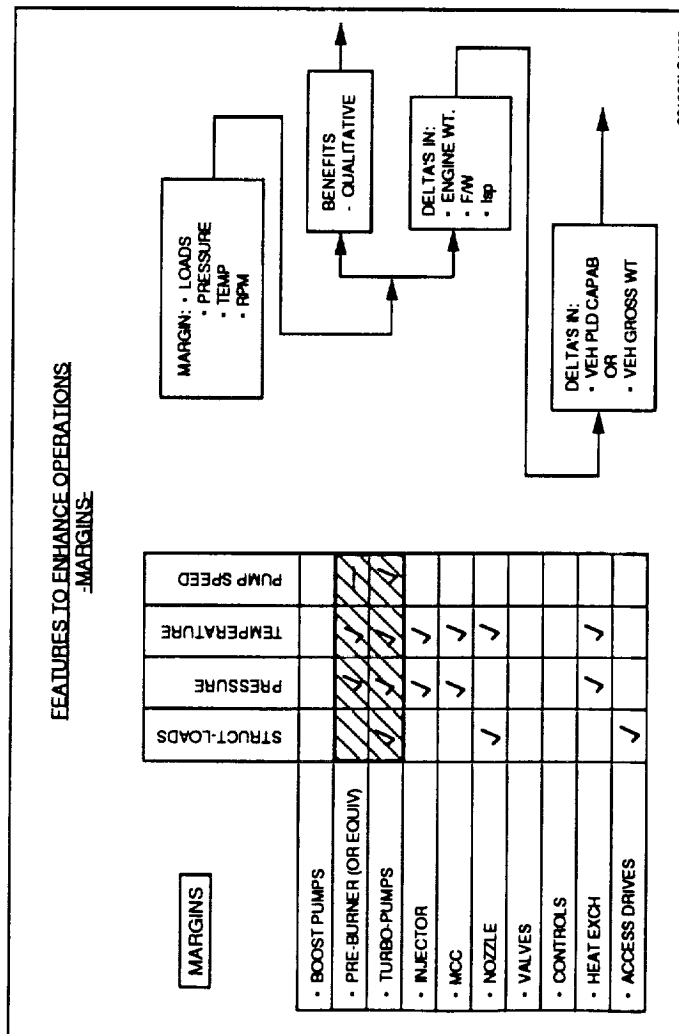 FEATURES TO ENHANCE OPERATIONS
-MARGINS-
MARGINS
STRUCT-LOADS
PRESSURE
TEMPERATURE
PUMP SPEED
• BOOST PUMPS
• PRE-BURNER (OR EQUIV)
• TURBO-PUMPS
• INJECTOR
• MCC
• NOZZLE
• VALVES
• CONTROLS
• HEAT EXCH
• ACCESS DRIVES
MARGIN: • LOADS
• PRESSURE
• TEMP
• RPM
BENEFITS
- QUALITATIVE
DELTA'S IN:
• ENGINE WT.
• F/W
• Isp
DELTA'S IN:
• VEH PLD CAPAB
OR
• VEH GROSS WT